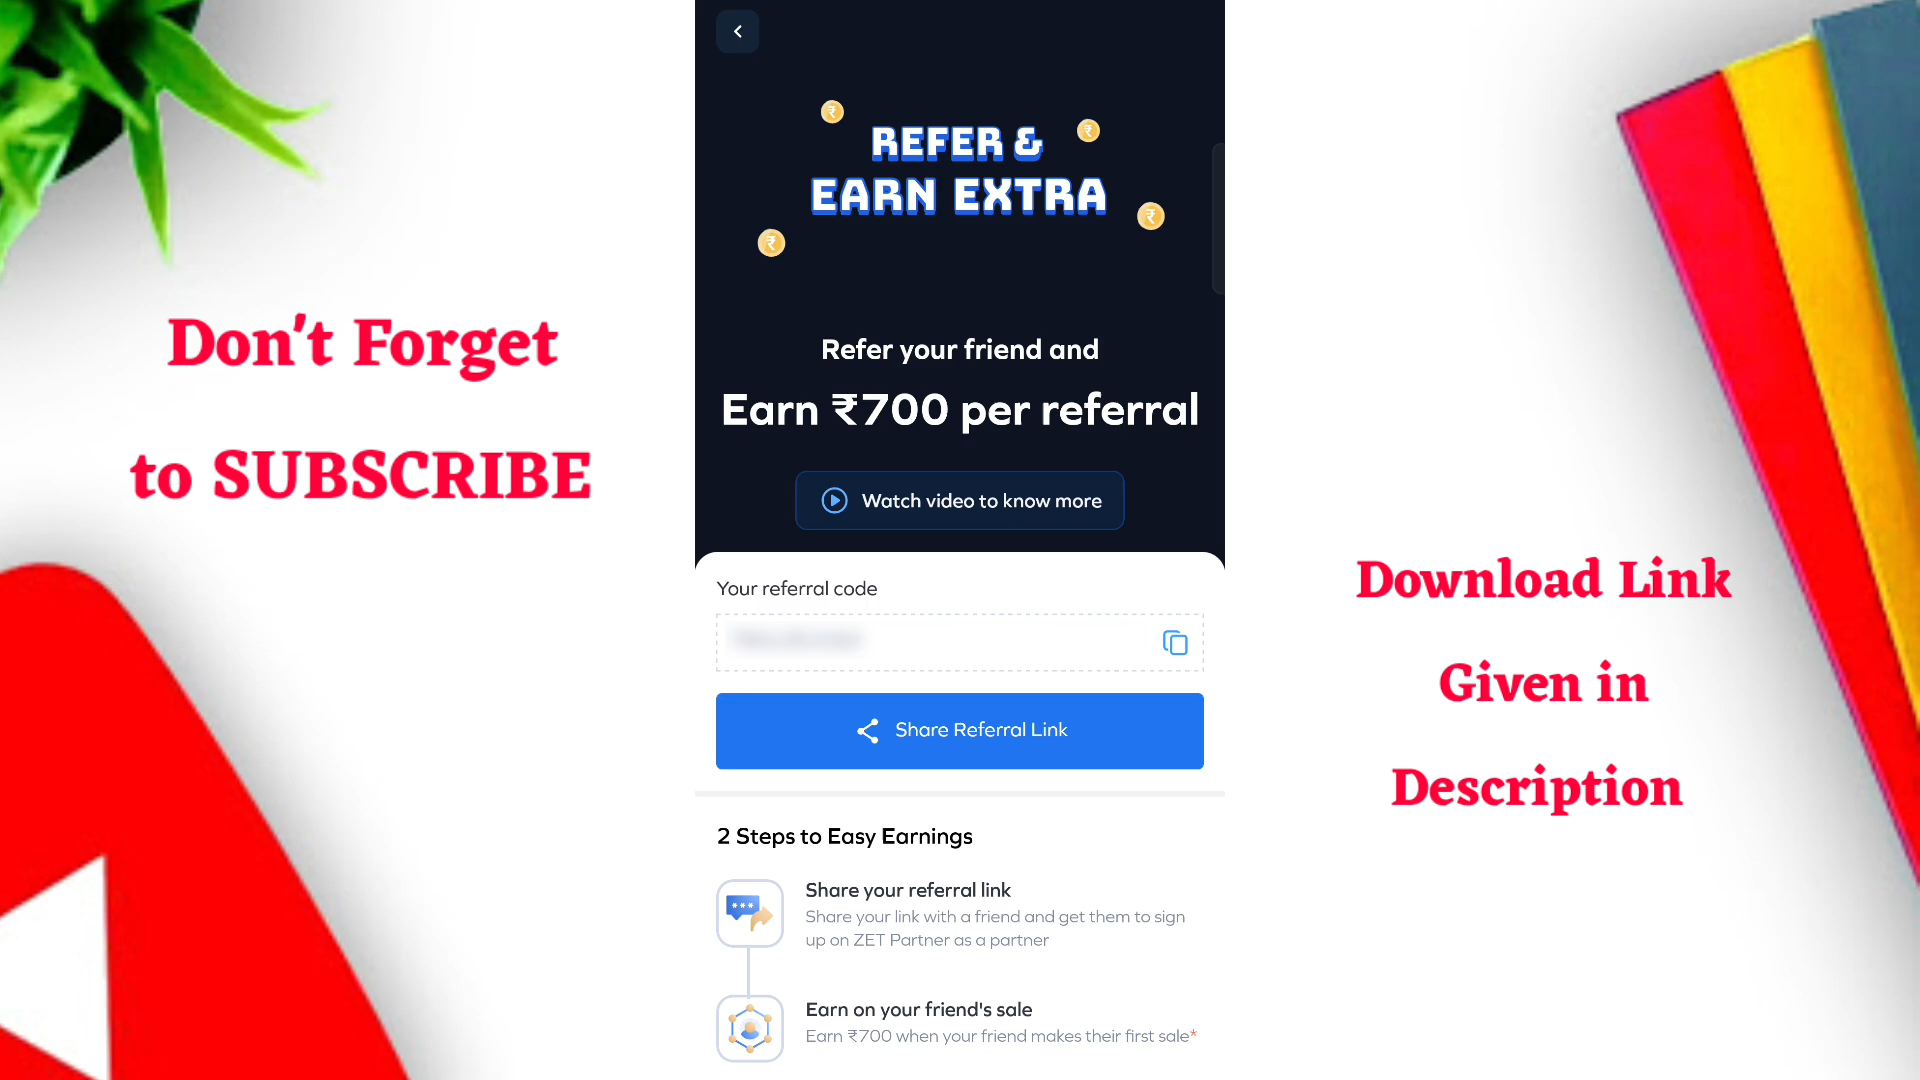 REFER &
EARN EXTRA
Refer your friend and
Earn ₹700 per referral
Watch video to know more
Your referral code
Share Referral Link
2 Steps to Easy Earnings
Share your referral link
Share your link with a friend and get them to sign
up on ZET Partner as a partner
Earn on your friend's sale
Earn ₹700 when your friend makes their first sale*
Don't Forget
to SUBSCRIBE
Download Link
Given in
Description